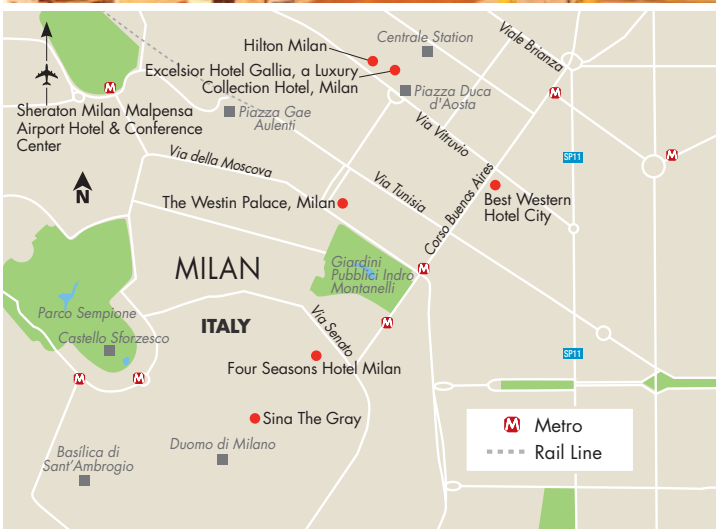 Hilton Milan
Centrale Station
Viale Brianza
Excelsior Hotel Gallia, a Luxury
Collection Hotel, Milan
M
Sheraton Milan Malpensa
Airport Hotel & Conference
Center
Piazza Gae
Aulenti
Piazza Duca
d'Aosta
M
Via Vitruvio
SP11
M
Via della Moscova
N
The Westin Palace, Milan
Via Tunisia
Corso Buenos Aires
Best Western
Hotel City
MILAN
Giardini
Pubblici Indro
Montanelli
M
Parco Sempione
Castello Sforzesco
ITALY
Via Senato
M
SP11
Four Seasons Hotel Milan
M
M
Sina The Gray
Basílica di
Sant'Ambrogio
Duomo di Milano
M Metro
Rail Line